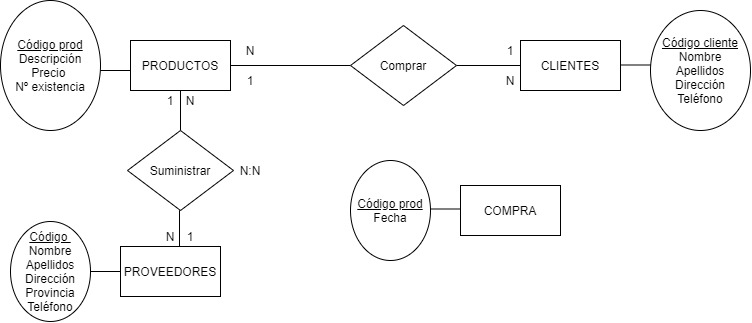 Código prod
Descripción
Precio
Nº existencia
PRODUCTOS
N
1
Comprar
1
N
CLIENTES
Código cliente
Nombre
Apellidos
Dirección
Teléfono
1 N
Suministrar
N:N
N 1
Código
Nombre
Apellidos
Dirección
Provincia
Teléfono
PROVEEDORES
Código prod
Fecha
COMPRA